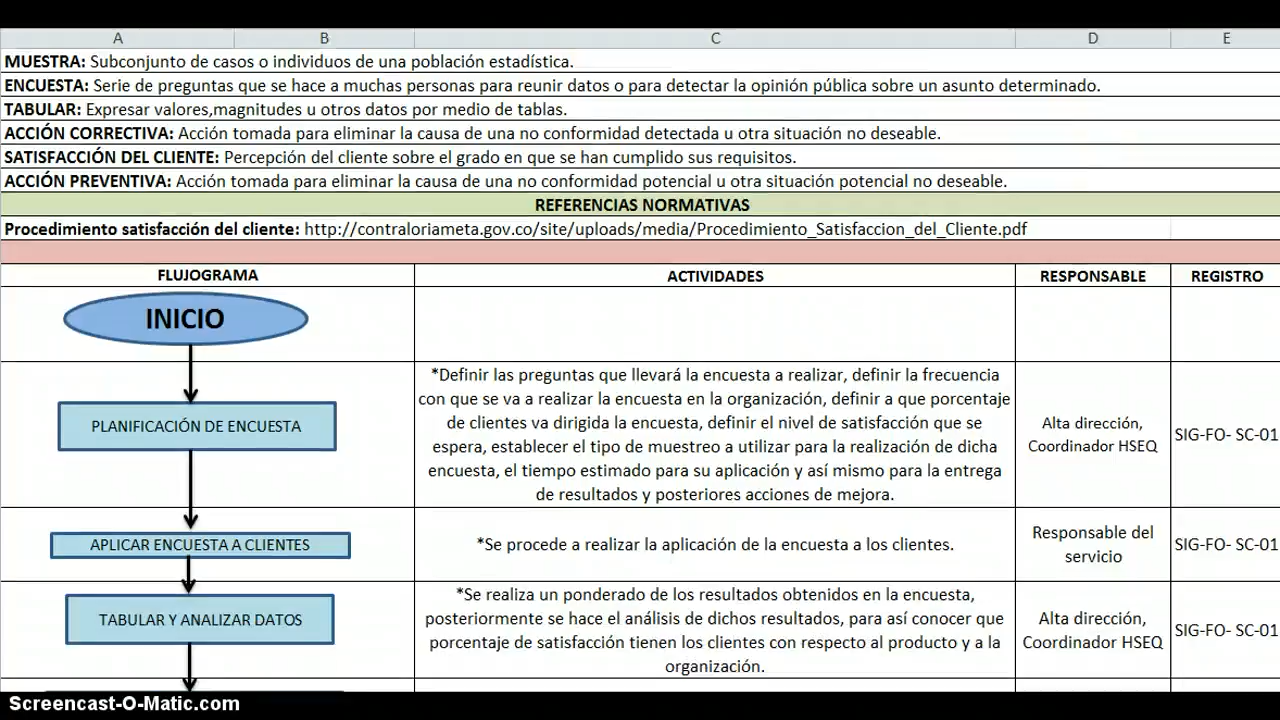 A B C D E
MUESTRA: Subconjunto de casos o individuos de una población estadística.
ENCUESTA: Serie de preguntas que se hace a muchas personas para reunir datos o para detectar la opinión pública sobre un asunto determinado.
TABULAR: Expresar valores,magnitudes u otros datos por medio de tablas.
ACCIÓN CORRECTIVA: Acción tomada para eliminar la causa de una no conformidad detectada u otra situación no deseable.
SATISFACCIÓN DEL CLIENTE: Percepción del cliente sobre el grado en que se han cumplido sus requisitos.
ACCIÓN PREVENTIVA: Acción tomada para eliminar la causa de una no conformidad potencial u otra situación potencial no deseable.
REFERENCIAS NORMATIVAS
Procedimiento satisfacción del cliente: http://contraloriameta.gov.co/site/uploads/media/Procedimiento_Satisfaccion_del_Cliente.pdf
FLUJOGRAMA ACTIVIDADES RESPONSABLE REGISTRO
INICIO
PLANIFICACIÓN DE ENCUESTA
*Definir las preguntas que llevará la encuesta a realizar, definir la frecuencia
con que se va a realizar la encuesta en la organización, definir a que porcentaje
de clientes va dirigida la encuesta, definir el nivel de satisfacción que se
espera, establecer el tipo de muestreo a utilizar para la realización de dicha
encuesta, el tiempo estimado para su aplicación y así mismo para la entrega
de resultados y posteriores acciones de mejora.
Alta dirección,
Coordinador HSEQ
SIG-FO- SC-01
APLICAR ENCUESTA A CLIENTES
*Se procede a realizar la aplicación de la encuesta a los clientes.
Responsable del
servicio
SIG-FO- SC-01
TABULAR Y ANALIZAR DATOS
*Se realiza un ponderado de los resultados obtenidos en la encuesta,
posteriormente se hace el análisis de dichos resultados, para así conocer que
porcentaje de satisfacción tienen los clientes con respecto al producto y a la
organización.
Alta dirección,
Coordinador HSEQ
SIG-FO- SC-01
Screencast-O-Matic.com